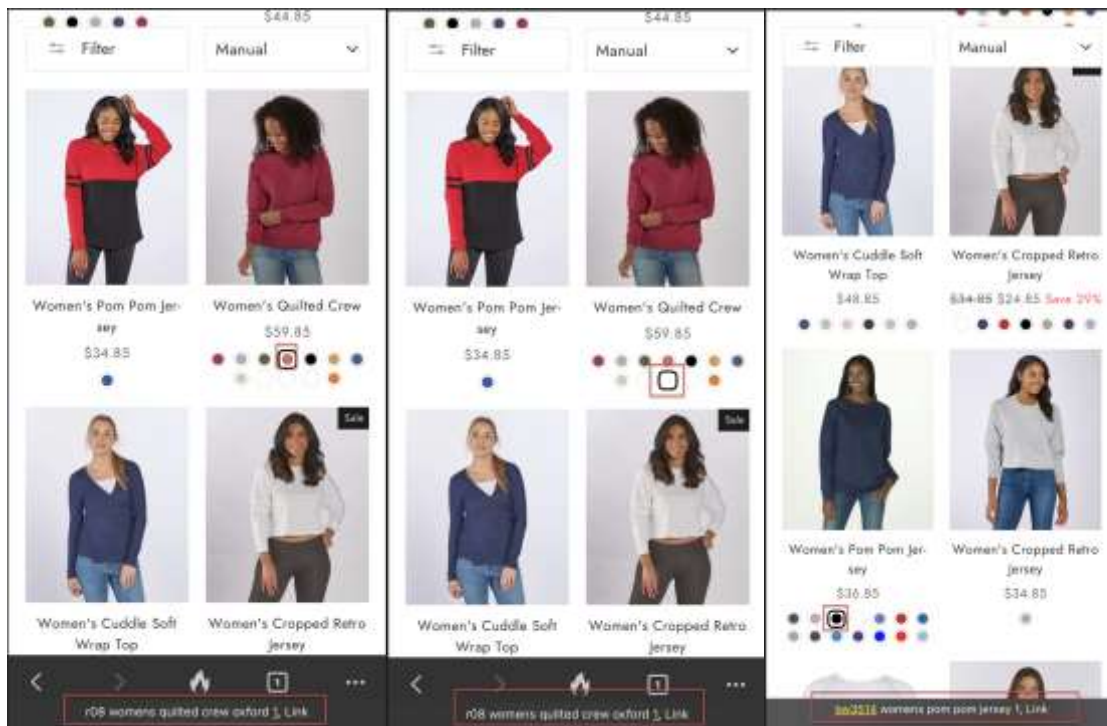 $44.85
Filter
Manual
Women's Pom Pom Jer-
sey
$34.85
Women's Quilted Crew
$59.85
Sale
Women's Cuddle Soft
Wrap Top
Women's Cropped Retro
Jersey
1
r08 womens quilted crew oxford 1, Link
$44.85
Filter
Manual
Women's Pom Pom Jer-
sey
$34.85
Women's Quilted Crew
$59.85
Sale
Women's Cuddle Soft
Wrap Top
Women's Cropped Retro
Jersey
1
r08 womens quilted crew oxford 1, Link
Filter
Manual
Women's Cuddle Soft
Wrap Top
$48.85
Women's Cropped Retro
Jersey
$34.85 $24.85 Save 29%
Women's Pom Pom Jer-
sey
$36.85
Women's Cropped Retro
Jersey
$34.85
womens pom pom jersey 1, Link